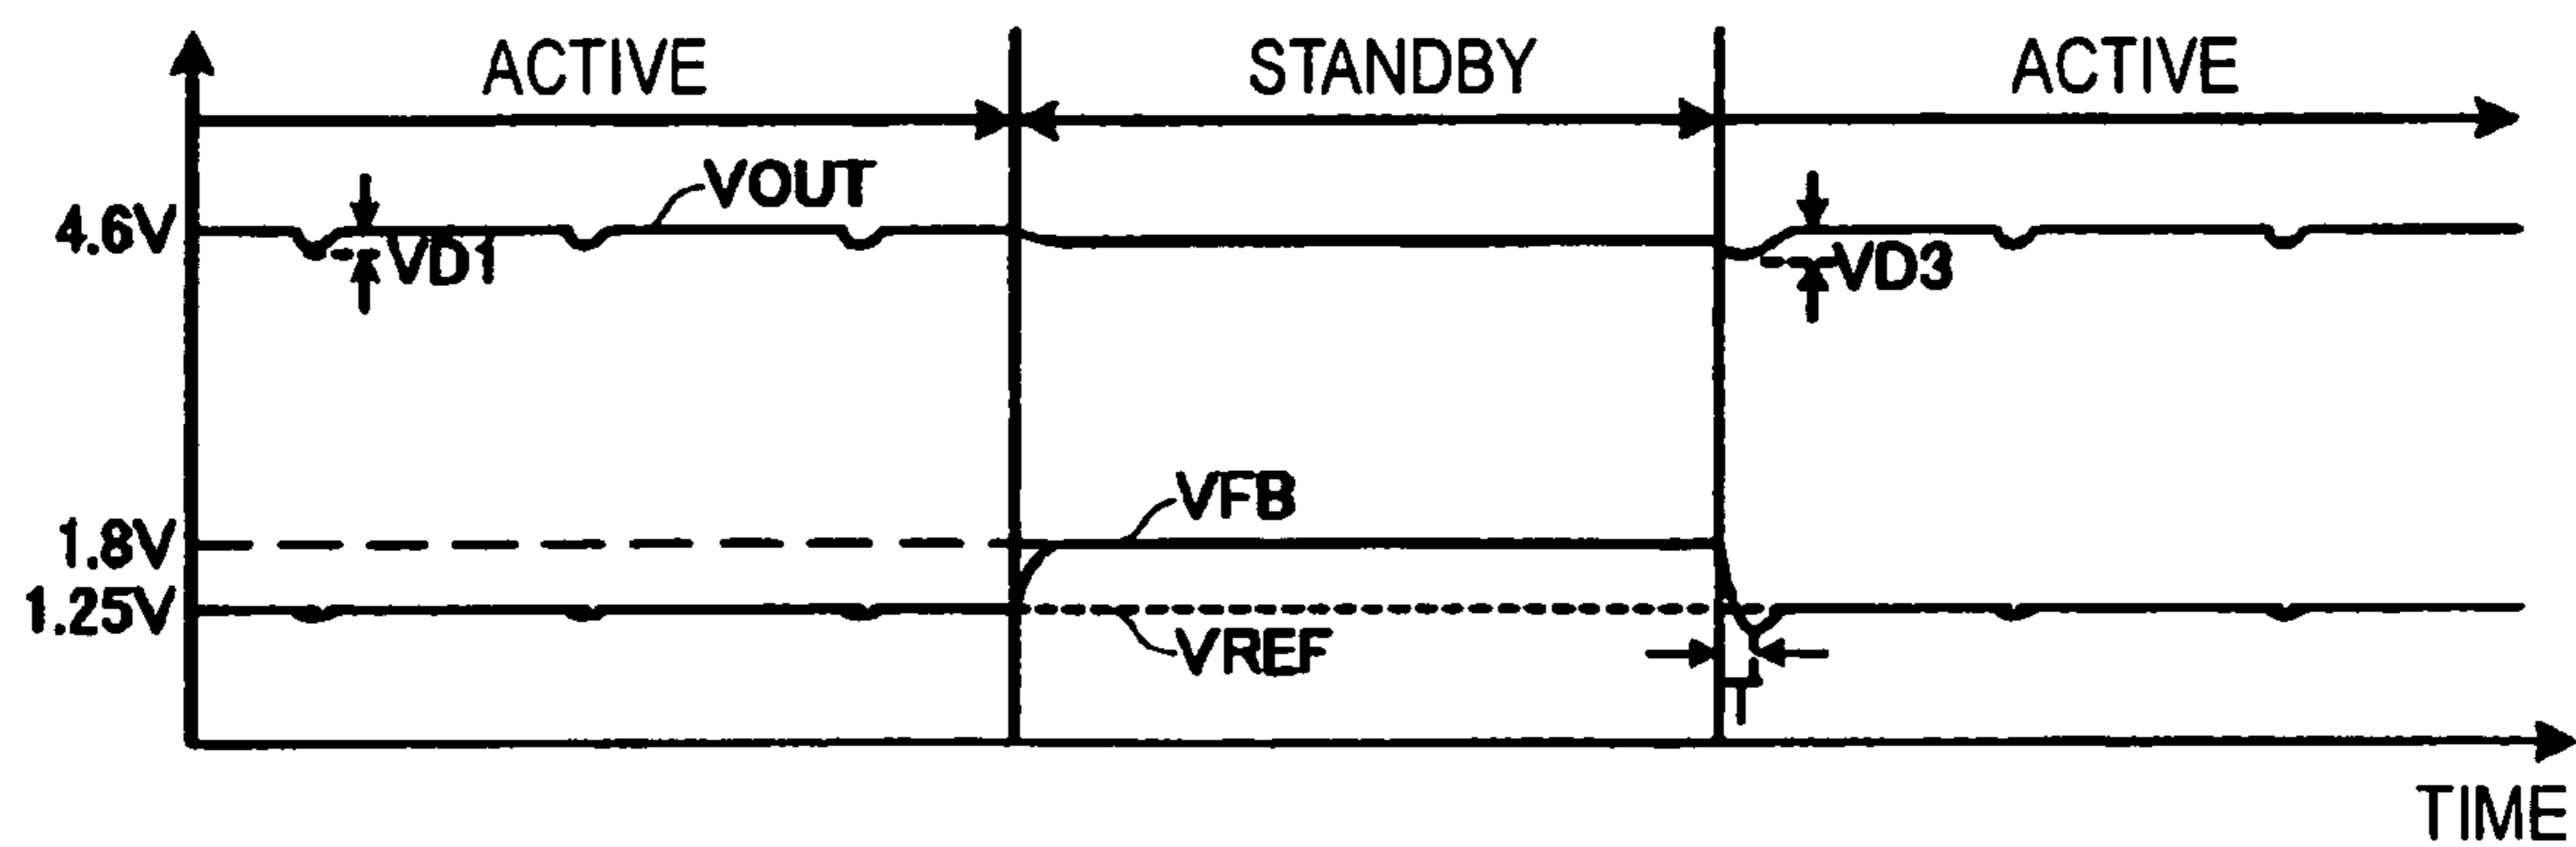 ACTIVE STANDBY ACTIVE
VOUT
4.6V
VD1 VD3
VFB
1.8V
1.25V
VREF
T
TIME